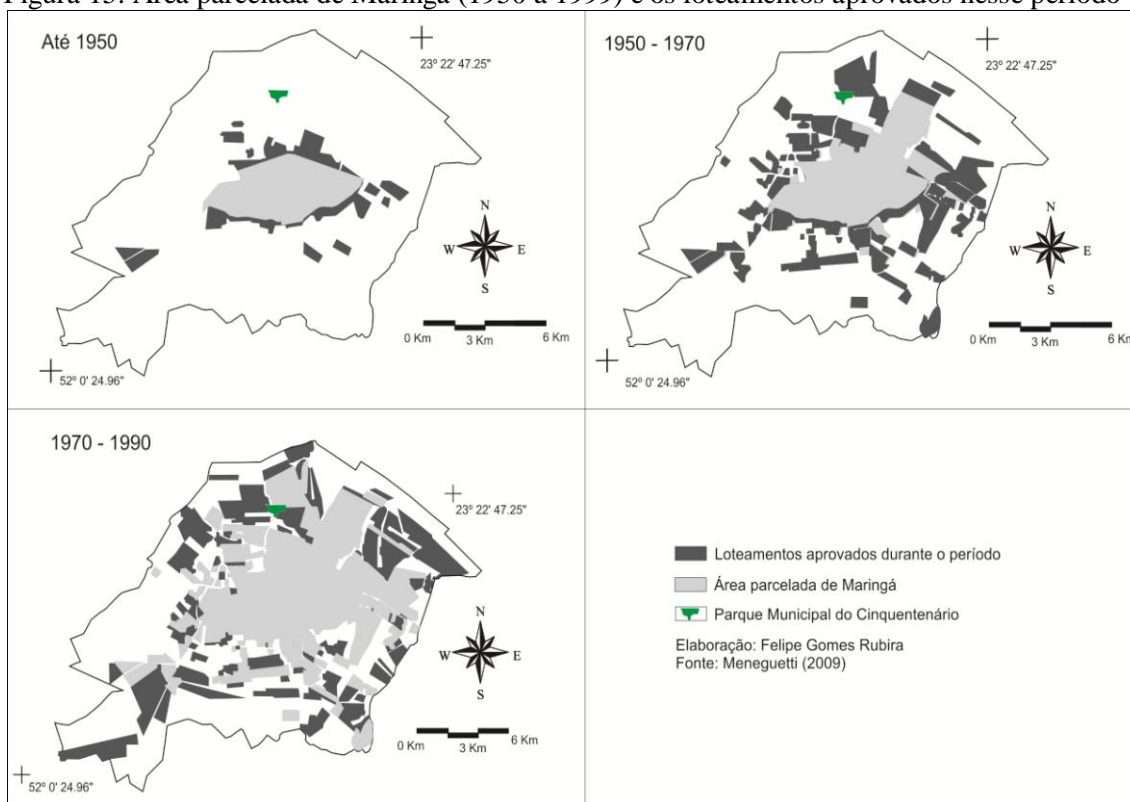 Figura 15: Área parcelada de Maringá (1950 a 1999) e os loteamentos aprovados nesse período
Até 1950
23º 22' 47.25"
N
W
E
S
0 Km
3 Km
6 Km
52º 0' 24.96"
1950 - 1970
23º 22' 47.25"
N
W
E
S
0 Km
3 Km
6 Km
52º 0' 24.96"
1970 - 1990
23º 22' 47.25"
N
W
E
S
0 Km
3 Km
6 Km
52º 0' 24.96"
Loteamentos aprovados durante o período
Área parcelada de Maringá
Parque Municipal do Cinquentenário
Elaboração: Felipe Gomes Rubira
Fonte: Meneguetti (2009)